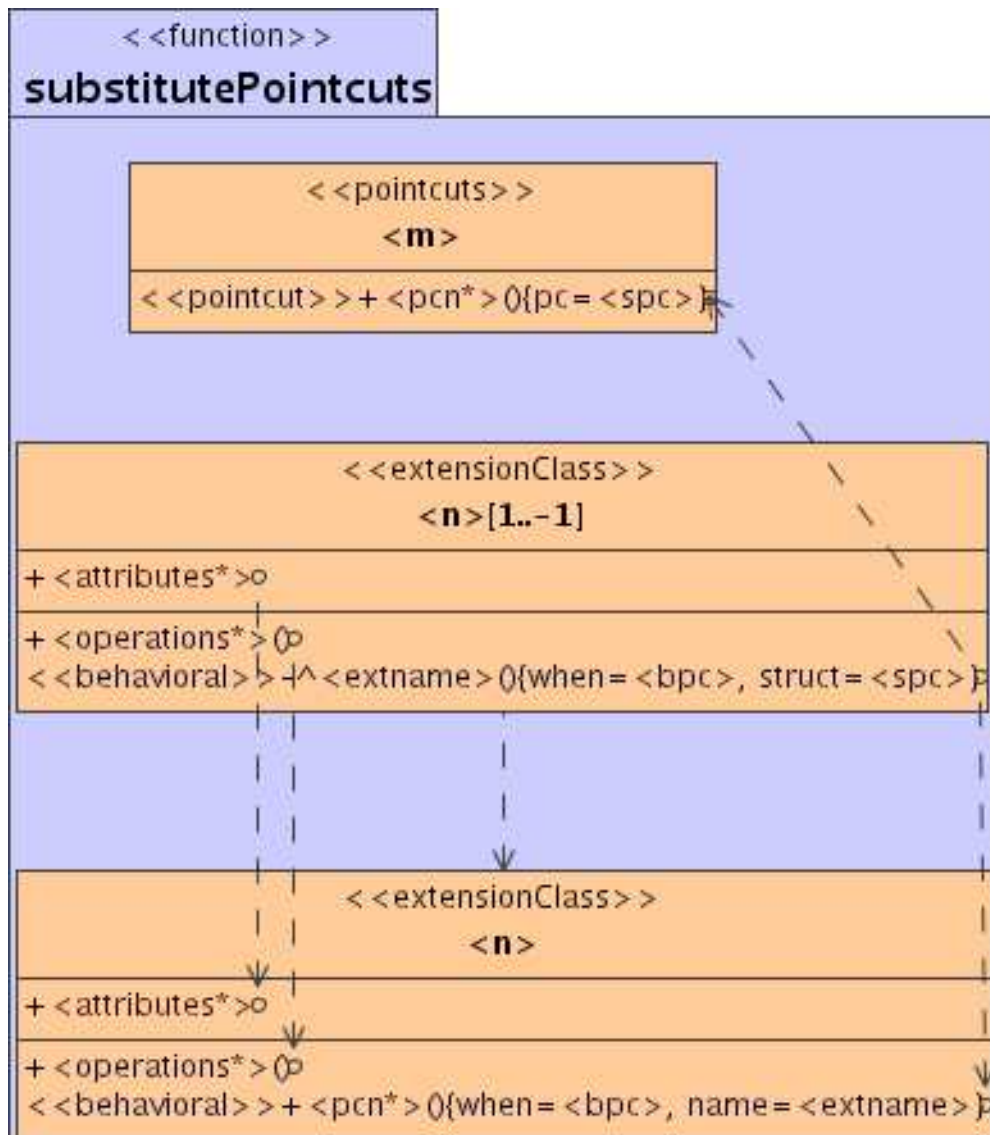 <<function>>
substitutePointcuts
<<pointcuts>>
<m>
<<pointcut>>+<pcn*>(){pc=<spc>}
<<extensionClass>>
<n>[1..-1]
+<attributes*>
+<operations*>()
<<behavioral>>+^<extname>(){when=<bpc>, struct=<spc>}
<<extensionClass>>
<n>
+<attributes*>
+<operations*>()
<<behavioral>>+<pcn*>(){when=<bpc>, name=<extname>}